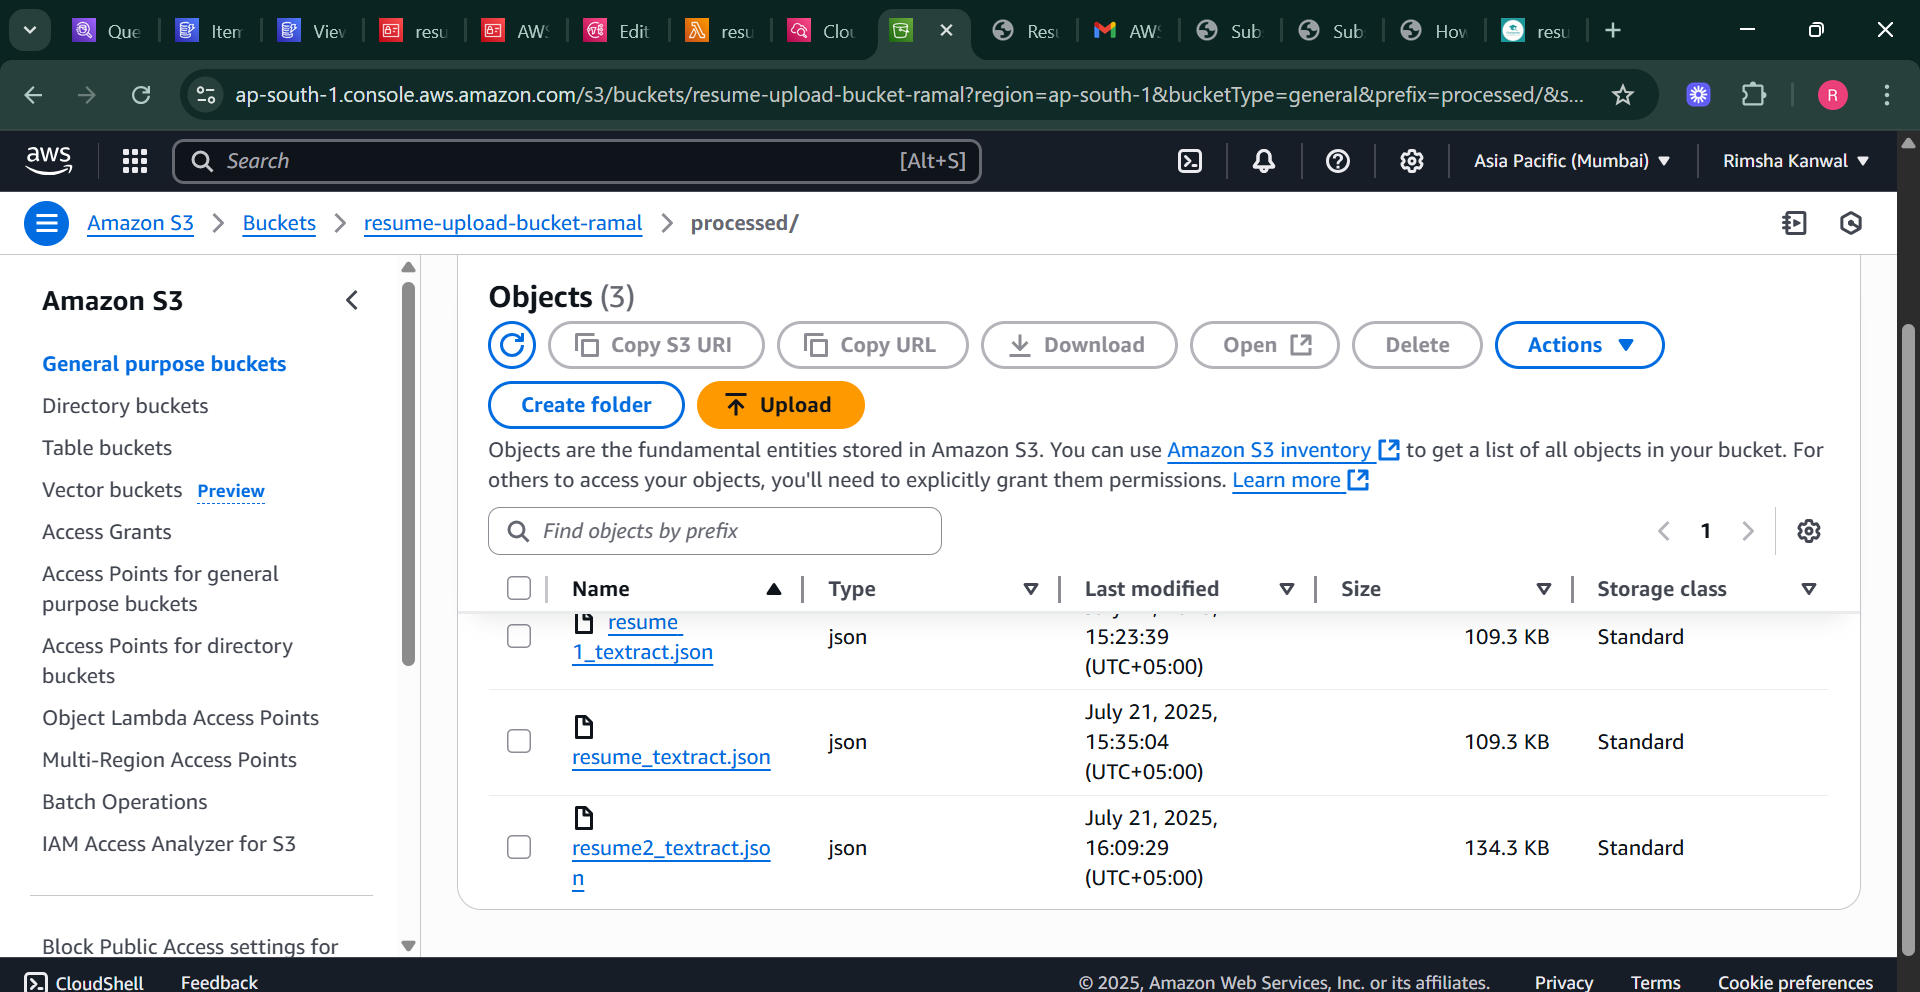 Que
Item
View
resu
AWS
Edit
resu
Clou
Resu
AWS
Sub
Sub
How
resu
ap-south-1.console.aws.amazon.com/s3/buckets/resume-upload-bucket-ramal?region=ap-south-1&bucketType=general&prefix=processed/&s...
R
aws
Search
[Alt+S]
Asia Pacific (Mumbai)
Rimsha Kanwal
Amazon S3
Buckets
resume-upload-bucket-ramal
processed/
Amazon S3
General purpose buckets
Directory buckets
Table buckets
Vector buckets Preview
Access Grants
Access Points for general
purpose buckets
Access Points for directory
buckets
Object Lambda Access Points
Multi-Region Access Points
Batch Operations
IAM Access Analyzer for S3
Block Public Access settings for
Objects (3)
Copy S3 URI
Copy URL
Download
Open
Delete
Actions
Create folder
Upload
Objects are the fundamental entities stored in Amazon S3. You can use Amazon S3 inventory to get a list of all objects in your bucket. For
others to access your objects, you'll need to explicitly grant them permissions. Learn more
Find objects by prefix
1
Name
Type
Last modified
Size
Storage class
resume
1_textract.json
json
15:23:39
(UTC+05:00)
109.3 KB
Standard
resume_textract.json
json
July 21, 2025,
15:35:04
(UTC+05:00)
109.3 KB
Standard
resume2_textract.jso
n
json
July 21, 2025,
16:09:29
(UTC+05:00)
134.3 KB
Standard
CloudShell
Feedback
© 2025, Amazon Web Services, Inc. or its affiliates.
Privacy
Terms
Cookie preferences